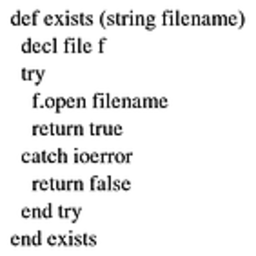 def exists (string filename)
decl file f
try
f.open filename
return true
catch ioerror
return false
end try
end exists